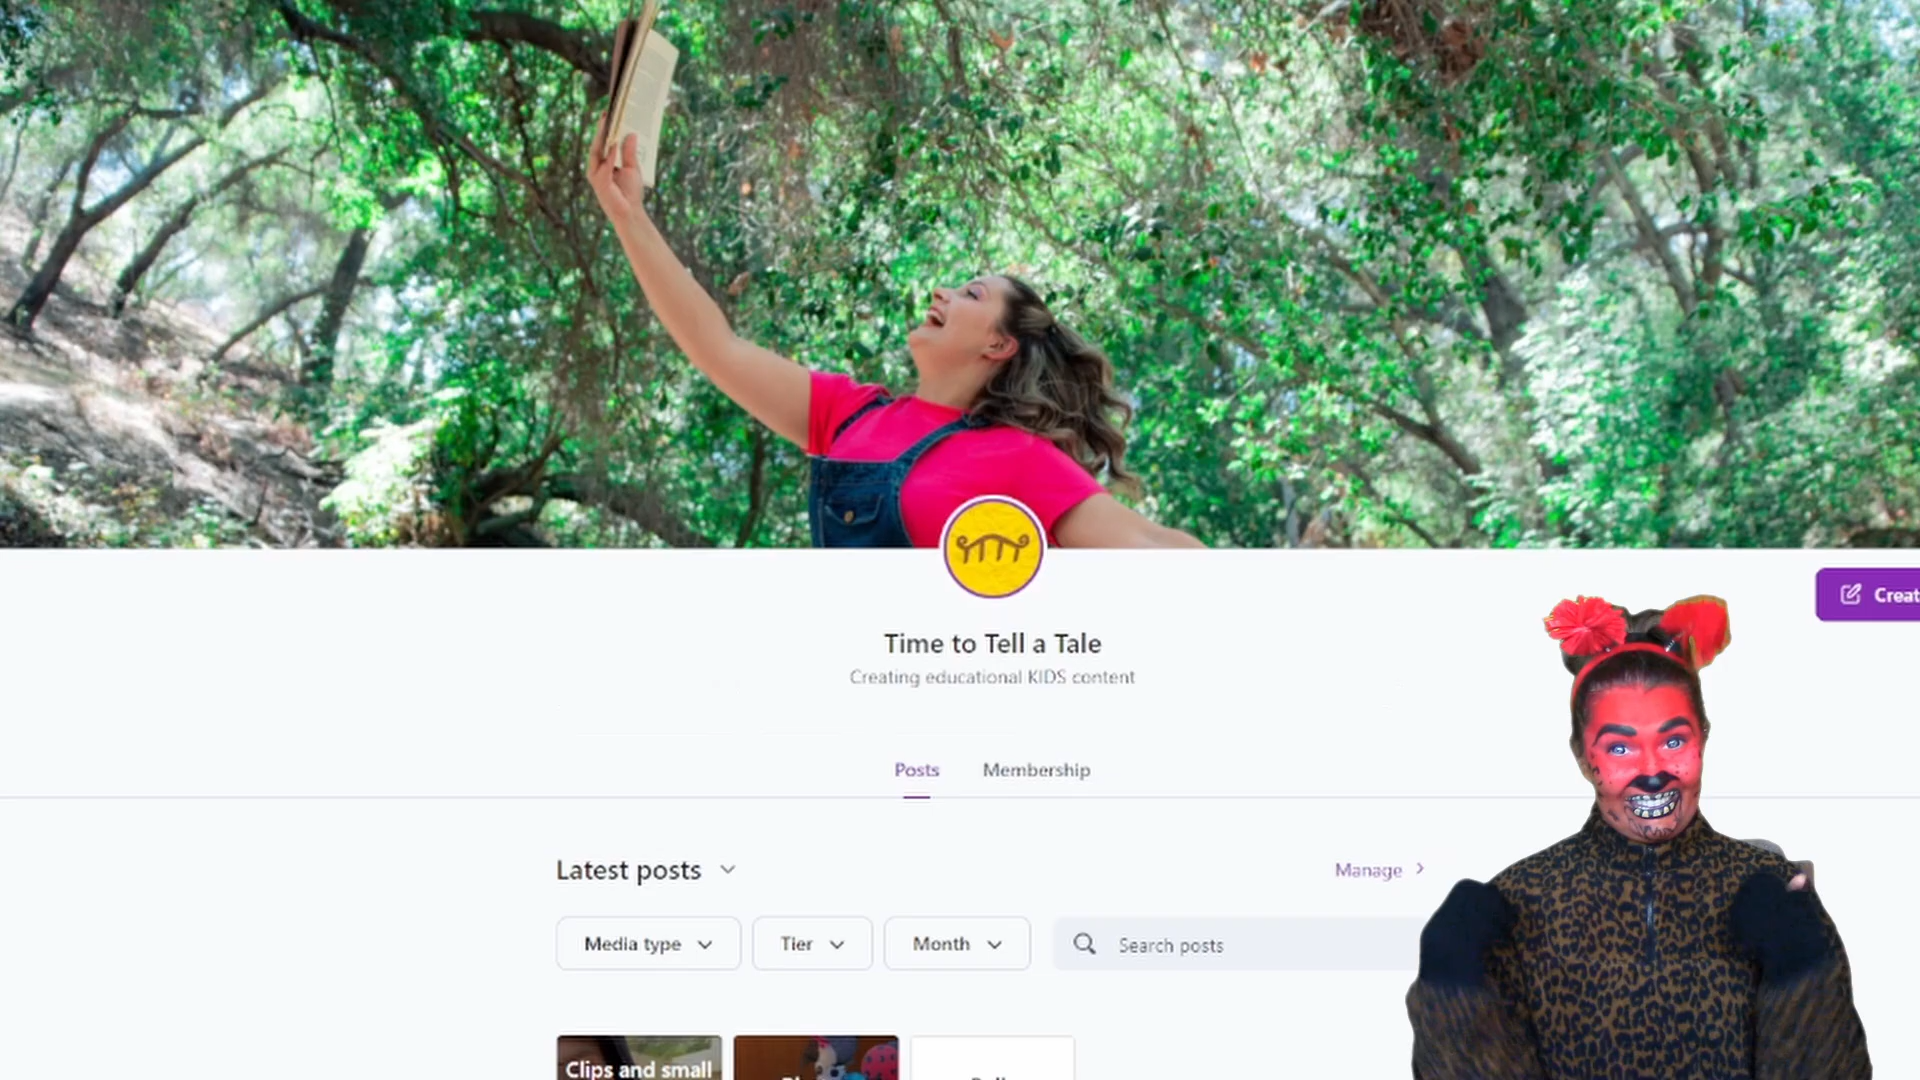 Creat
Time to Tell a Tale
Creating educational KIDS content
Posts
Membership
Latest posts
Manage
Media type
Tier
Month
Search posts
Clips and small